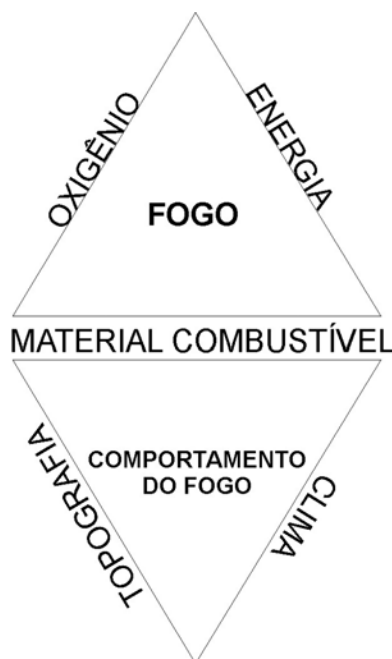 OXIGÊNIO
ENERGIA
FOGO
MATERIAL COMBUSTÍVEL
TOPOGRAFIA
COMPORTAMENTO
DO FOGO
CLIMA